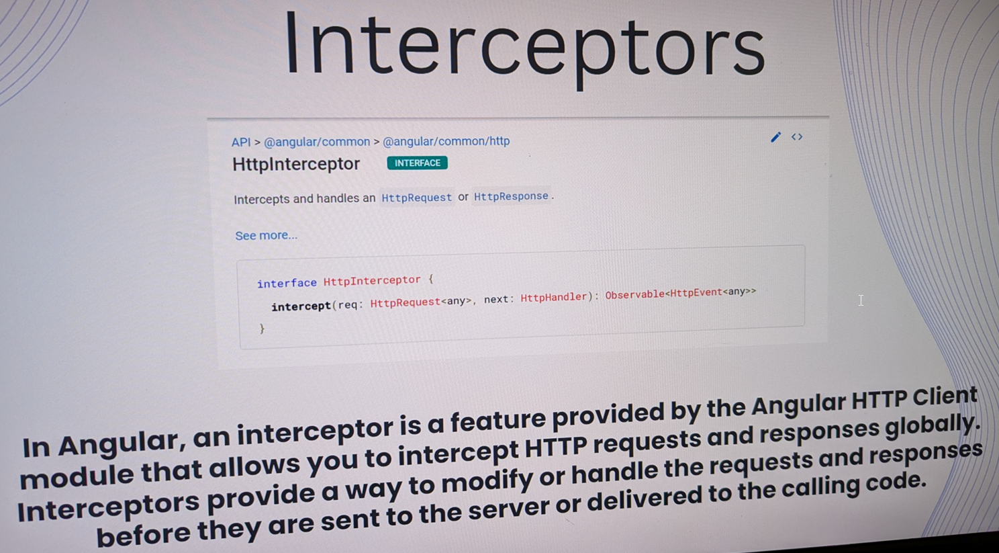 Interceptors
API > @angular/common > @angular/common/http
HttpInterceptor INTERFACE
Intercepts and handles an HttpRequest or HttpResponse.
See more...
interface HttpInterceptor {
intercept(req: HttpRequest<any>, next: HttpHandler): Observable<HttpEvent<any>>
}
In Angular, an interceptor is a feature provided by the Angular HTTP Client
module that allows you to intercept HTTP requests and responses globally.
Interceptors provide a way to modify or handle the requests and responses
before they are sent to the server or delivered to the calling code.